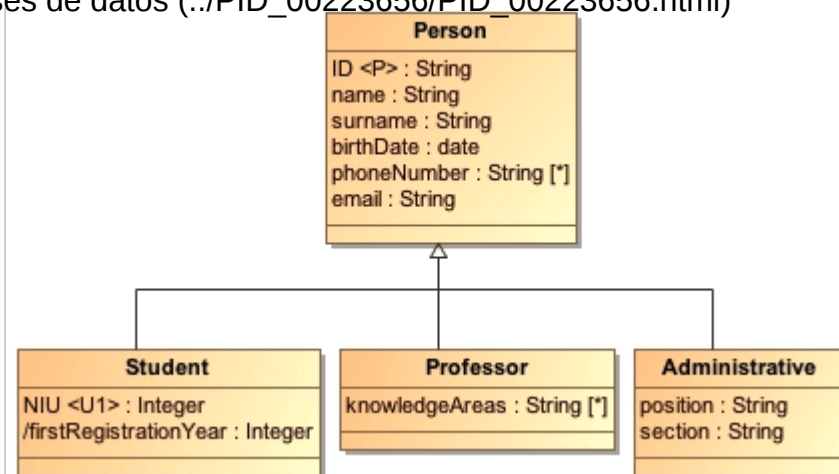 ses de datos (../PID_00223656/PID_00223656.html)
Person
ID <P> : String
name : String
surname : String
birthDate : date
phoneNumber : String [*]
email : String
Student
NIU <U1> : Integer
/firstRegistrationYear : Integer
Professor
knowledgeAreas : String [*]
Administrative
position : String
section : String